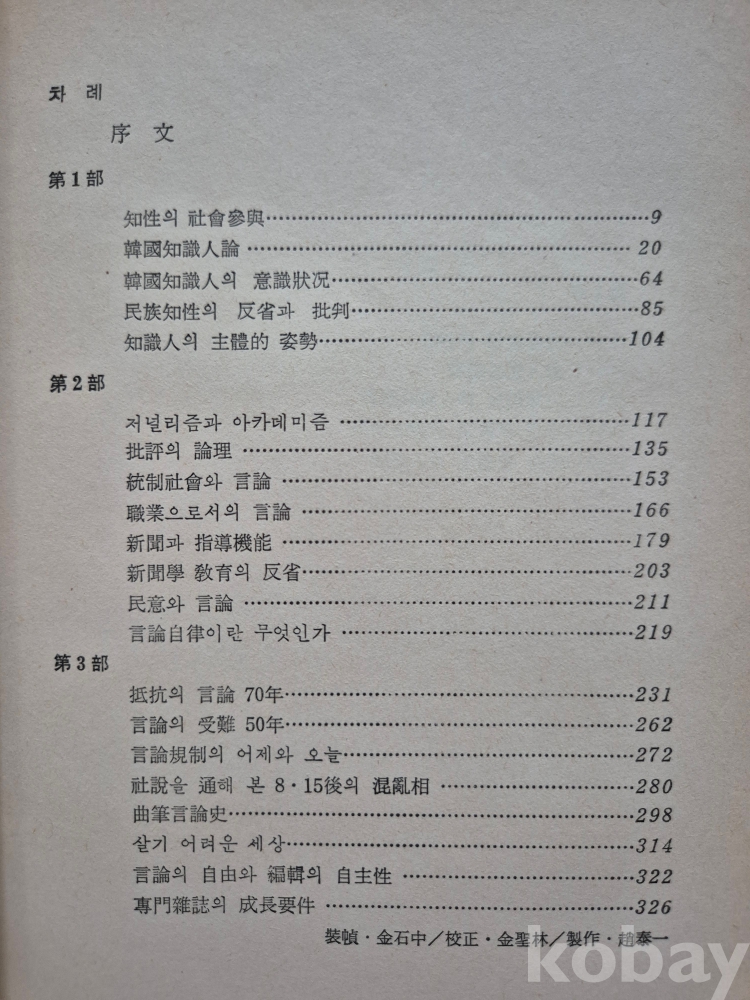 차 례
序 文
第1部
知性의 社會參與 9
韓國知識人論 20
韓國知識人의 意識狀況 64
民族知性의 反省과 批判 85
知識人의 主體的 姿勢 104
第2部
저널리즘과 아카데미즘 117
批評의 論理 135
統制社會와 言論 153
職業으로서의 言論 166
新聞과 指導機能 179
新聞學 敎育의 反省 203
民意와 言論 211
言論自律이란 무엇인가 219
第3部
抵抗의 言論 70年 231
言論의 受難 50年 262
言論規制의 어제와 오늘 272
社說을 通해 본 8·15後의 混亂相 280
曲筆言論史 298
살기 어려운 세상 314
言論의 自由와 編輯의 自主性 322
專門雜誌의 成長要件 326
裝幀·金石中/校正·金聖林/製作·趙泰一
kobay